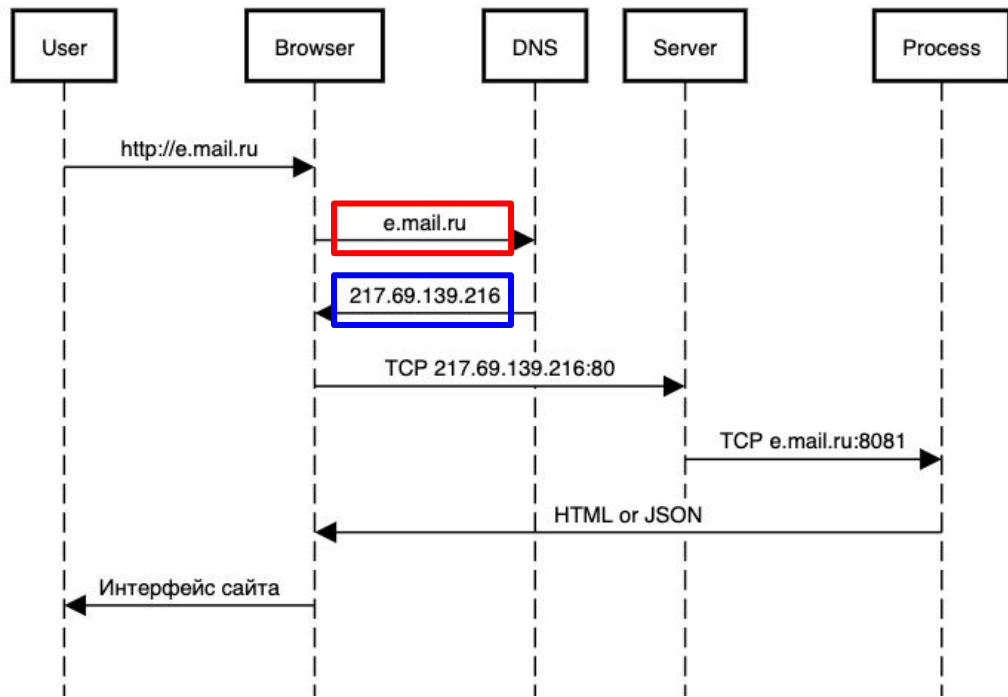 User
Browser
DNS
Server
Process
http://e.mail.ru
e.mail.ru
217.69.139.216
TCP 217.69.139.216:80
TCP e.mail.ru:8081
HTML or JSON
Интерфейс сайта